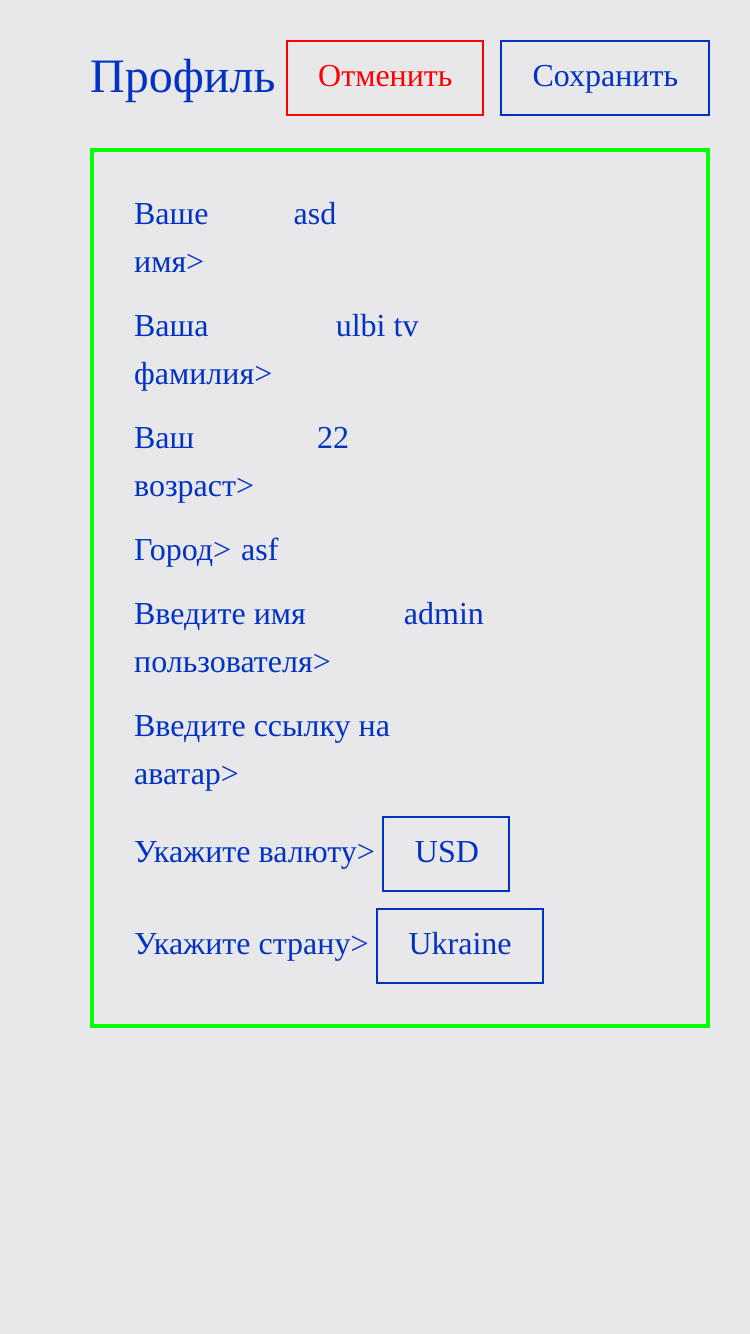 Профиль Отменить Сохранить
Ваше asd
имя>
Ваша ulbi tv
фамилия>
Ваш 22
возраст>
Город> asf
Введите имя admin
пользователя>
Введите ссылку на
аватар>
Укажите валюту> USD
Укажите страну> Ukraine